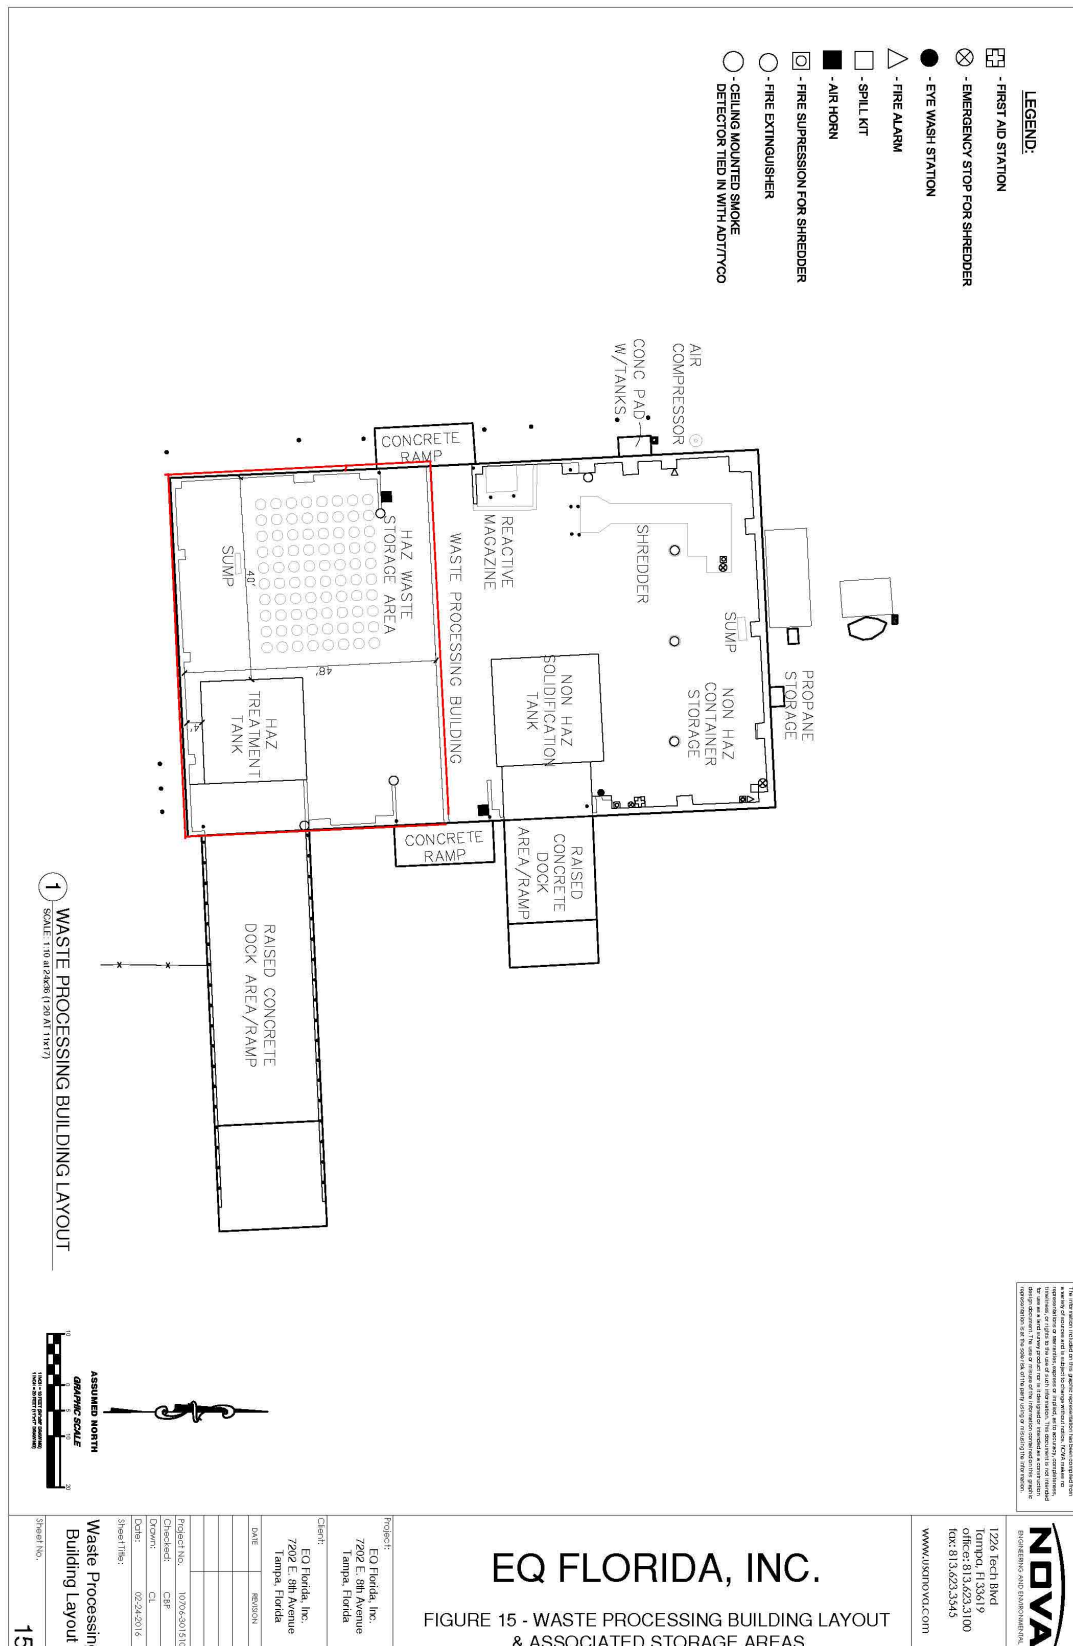 LEGEND:
- FIRST AID STATION
- EMERGENCY STOP FOR SHREDDER
- EYE WASH STATION
- FIRE ALARM
- SPILL KIT
- AIR HORN
- FIRE SUPRESSION FOR SHREDDER
- FIRE EXTINGUISHER
- CEILING MOUNTED SMOKE
DETECTOR TIED IN WITH ADT/TYCO
AIR
COMPRESSOR
CONC PAD
W/TANKS
CONCRETE
RAMP
REACTIVE
MAGAZINE
SHREDDER
SUMP
PROPANE
STORAGE
NON HAZ
CONTAINER
STORAGE
NON HAZ
SOLIDIFICATION
TANK
WASTE PROCESSING BUILDING
HAZ WASTE
STORAGE AREA
SUMP
40'
48'
4'
HAZ
TREATMENT
TANK
CONCRETE
RAMP
RAISED
CONCRETE
DOCK
AREA/RAMP
RAISED CONCRETE
DOCK AREA/RAMP
1
WASTE PROCESSING BUILDING LAYOUT
SCALE: 1:10 at 24x36 (1:20 AT 11x17)
ASSUMED NORTH
GRAPHIC SCALE
10
0
5
10
20
NOVA
ENGINEERING AND ENVIRONMENTAL
1226 Tech Blvd
Tampa, Fl 33619
office: 813.623.3100
fax: 813.623.3545
www.usanova.com
EQ FLORIDA, INC.
FIGURE 15 - WASTE PROCESSING BUILDING LAYOUT
& ASSOCIATED STORAGE AREAS
Project:
EQ Florida, Inc.
7202 E. 8th Avenue
Tampa, Florida
Client:
EQ Florida, Inc.
7202 E. 8th Avenue
Tampa, Florida
DATE
REVISION
Project No.:
Checked: CBP
Drawn: CL
Date: 02-24-2016
Sheet Title:
Waste Processing
Building Layout
Sheet No.
15